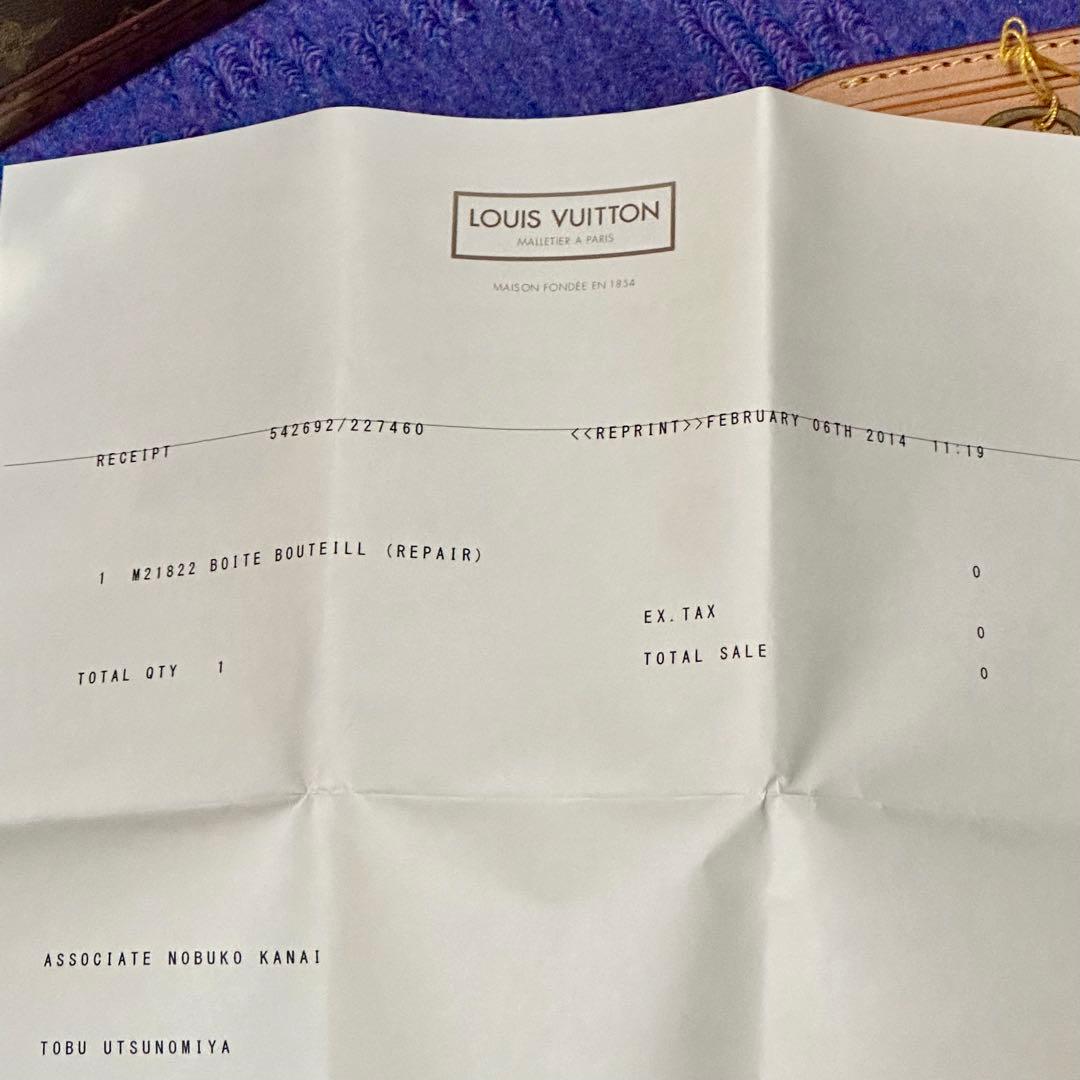 LOUIS VUITTON
MALLETIER A PARIS
MAISON FONDÉE EN 1854
RECEIPT 542692/227460 <<REPRINT>>FEBRUARY 06TH 2014 11:19
1 M21822 BOITE BOUTEILL (REPAIR) 0
EX.TAX 0
TOTAL QTY 1 TOTAL SALE 0
ASSOCIATE NOBUKO KANAI
TOBU UTSUNOMIYA